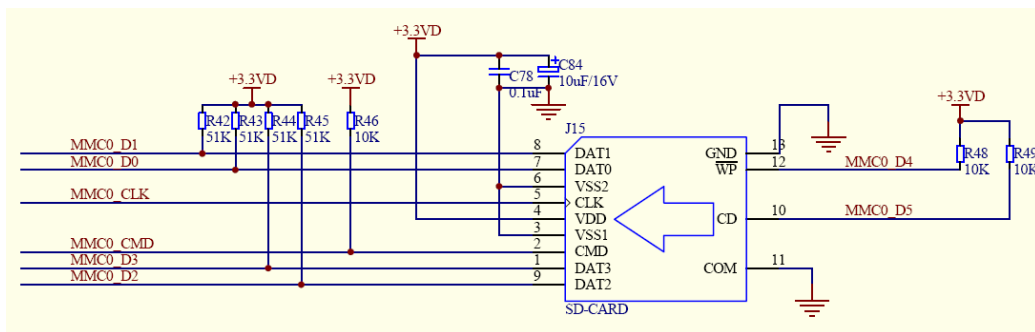 +3.3VD
C78
0.1uF
C84
10uF/16V
+3.3VD
+3.3VD
R42
51K
R43
51K
R44
51K
R45
51K
R46
10K
J15
MMC0_D1
8
DAT1
MMC0_D0
7
DAT0
6
VSS2
MMC0_CLK
5
CLK
4
VDD
3
VSS1
MMC0_CMD
2
CMD
MMC0_D3
1
DAT3
MMC0_D2
9
DAT2
SD-CARD
GND
13
WP
12
MMC0_D4
CD
10
MMC0_D5
COM
11
+3.3VD
R48
10K
R49
10K